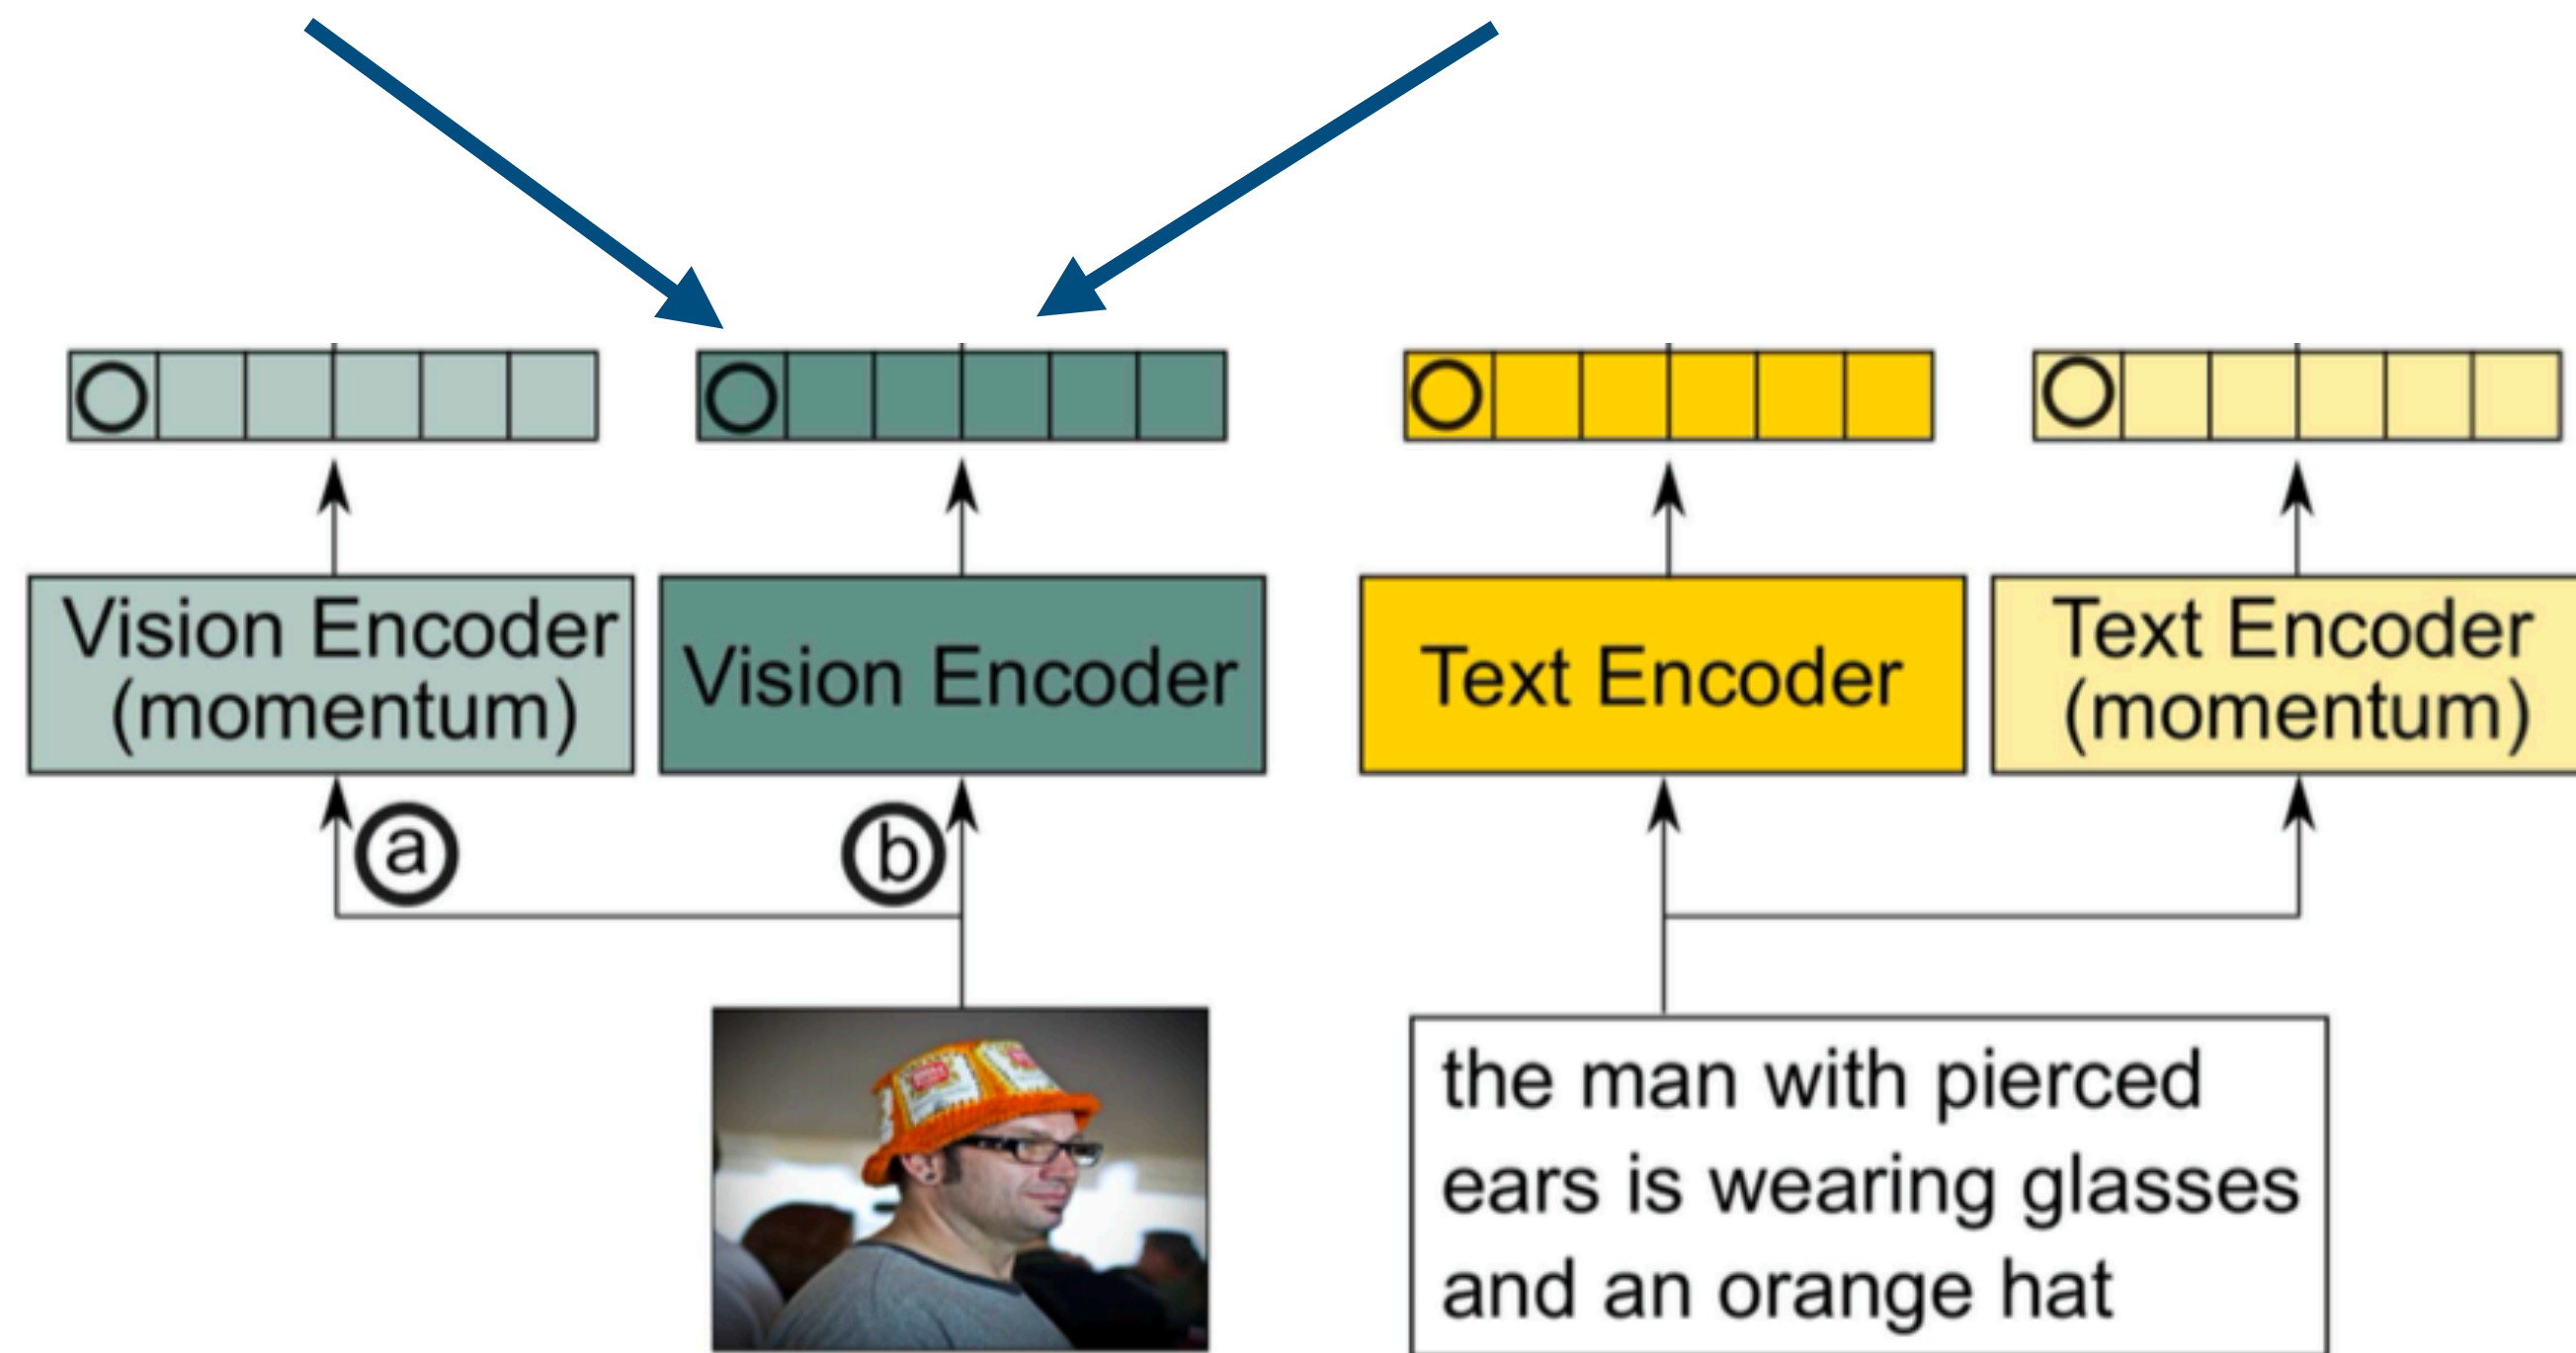 Vision Encoder
(momentum)
Vision Encoder
Text Encoder
Text Encoder
(momentum)
a
b
the man with pierced
ears is wearing glasses
and an orange hat